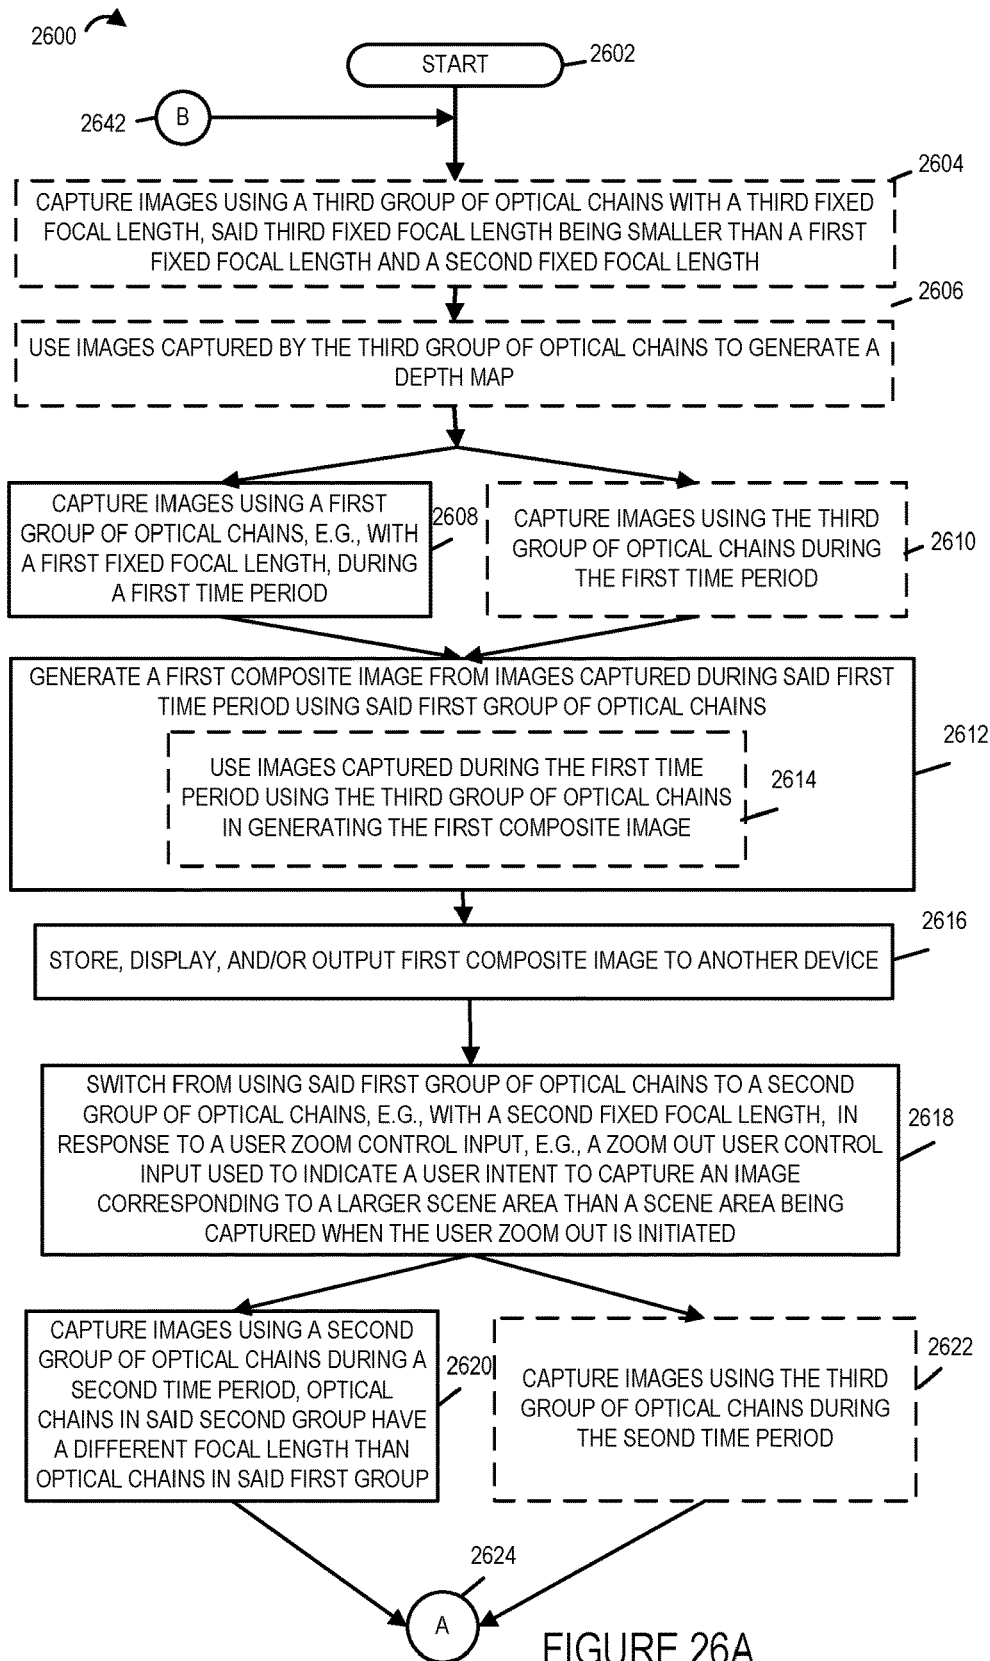 2600
START
2602
B
2642
2604
CAPTURE IMAGES USING A THIRD GROUP OF OPTICAL CHAINS WITH A THIRD FIXED
FOCAL LENGTH, SAID THIRD FIXED FOCAL LENGTH BEING SMALLER THAN A FIRST
FIXED FOCAL LENGTH AND A SECOND FIXED FOCAL LENGTH
2606
USE IMAGES CAPTURED BY THE THIRD GROUP OF OPTICAL CHAINS TO GENERATE A
DEPTH MAP
CAPTURE IMAGES USING A FIRST
GROUP OF OPTICAL CHAINS, E.G., WITH
A FIRST FIXED FOCAL LENGTH, DURING
A FIRST TIME PERIOD
2608
CAPTURE IMAGES USING THE THIRD
GROUP OF OPTICAL CHAINS DURING
THE FIRST TIME PERIOD
2610
GENERATE A FIRST COMPOSITE IMAGE FROM IMAGES CAPTURED DURING SAID FIRST
TIME PERIOD USING SAID FIRST GROUP OF OPTICAL CHAINS
2612
USE IMAGES CAPTURED DURING THE FIRST TIME
PERIOD USING THE THIRD GROUP OF OPTICAL CHAINS
IN GENERATING THE FIRST COMPOSITE IMAGE
2614
2616
STORE, DISPLAY, AND/OR OUTPUT FIRST COMPOSITE IMAGE TO ANOTHER DEVICE
SWITCH FROM USING SAID FIRST GROUP OF OPTICAL CHAINS TO A SECOND
GROUP OF OPTICAL CHAINS, E.G., WITH A SECOND FIXED FOCAL LENGTH, IN
RESPONSE TO A USER ZOOM CONTROL INPUT, E.G., A ZOOM OUT USER CONTROL
INPUT USED TO INDICATE A USER INTENT TO CAPTURE AN IMAGE
CORRESPONDING TO A LARGER SCENE AREA THAN A SCENE AREA BEING
CAPTURED WHEN THE USER ZOOM OUT IS INITIATED
2618
CAPTURE IMAGES USING A SECOND
GROUP OF OPTICAL CHAINS DURING A
SECOND TIME PERIOD, OPTICAL
CHAINS IN SAID SECOND GROUP HAVE
A DIFFERENT FOCAL LENGTH THAN
OPTICAL CHAINS IN SAID FIRST GROUP
2620
CAPTURE IMAGES USING THE THIRD
GROUP OF OPTICAL CHAINS DURING
THE SEOND TIME PERIOD
2622
2624
A
FIGURE 26A